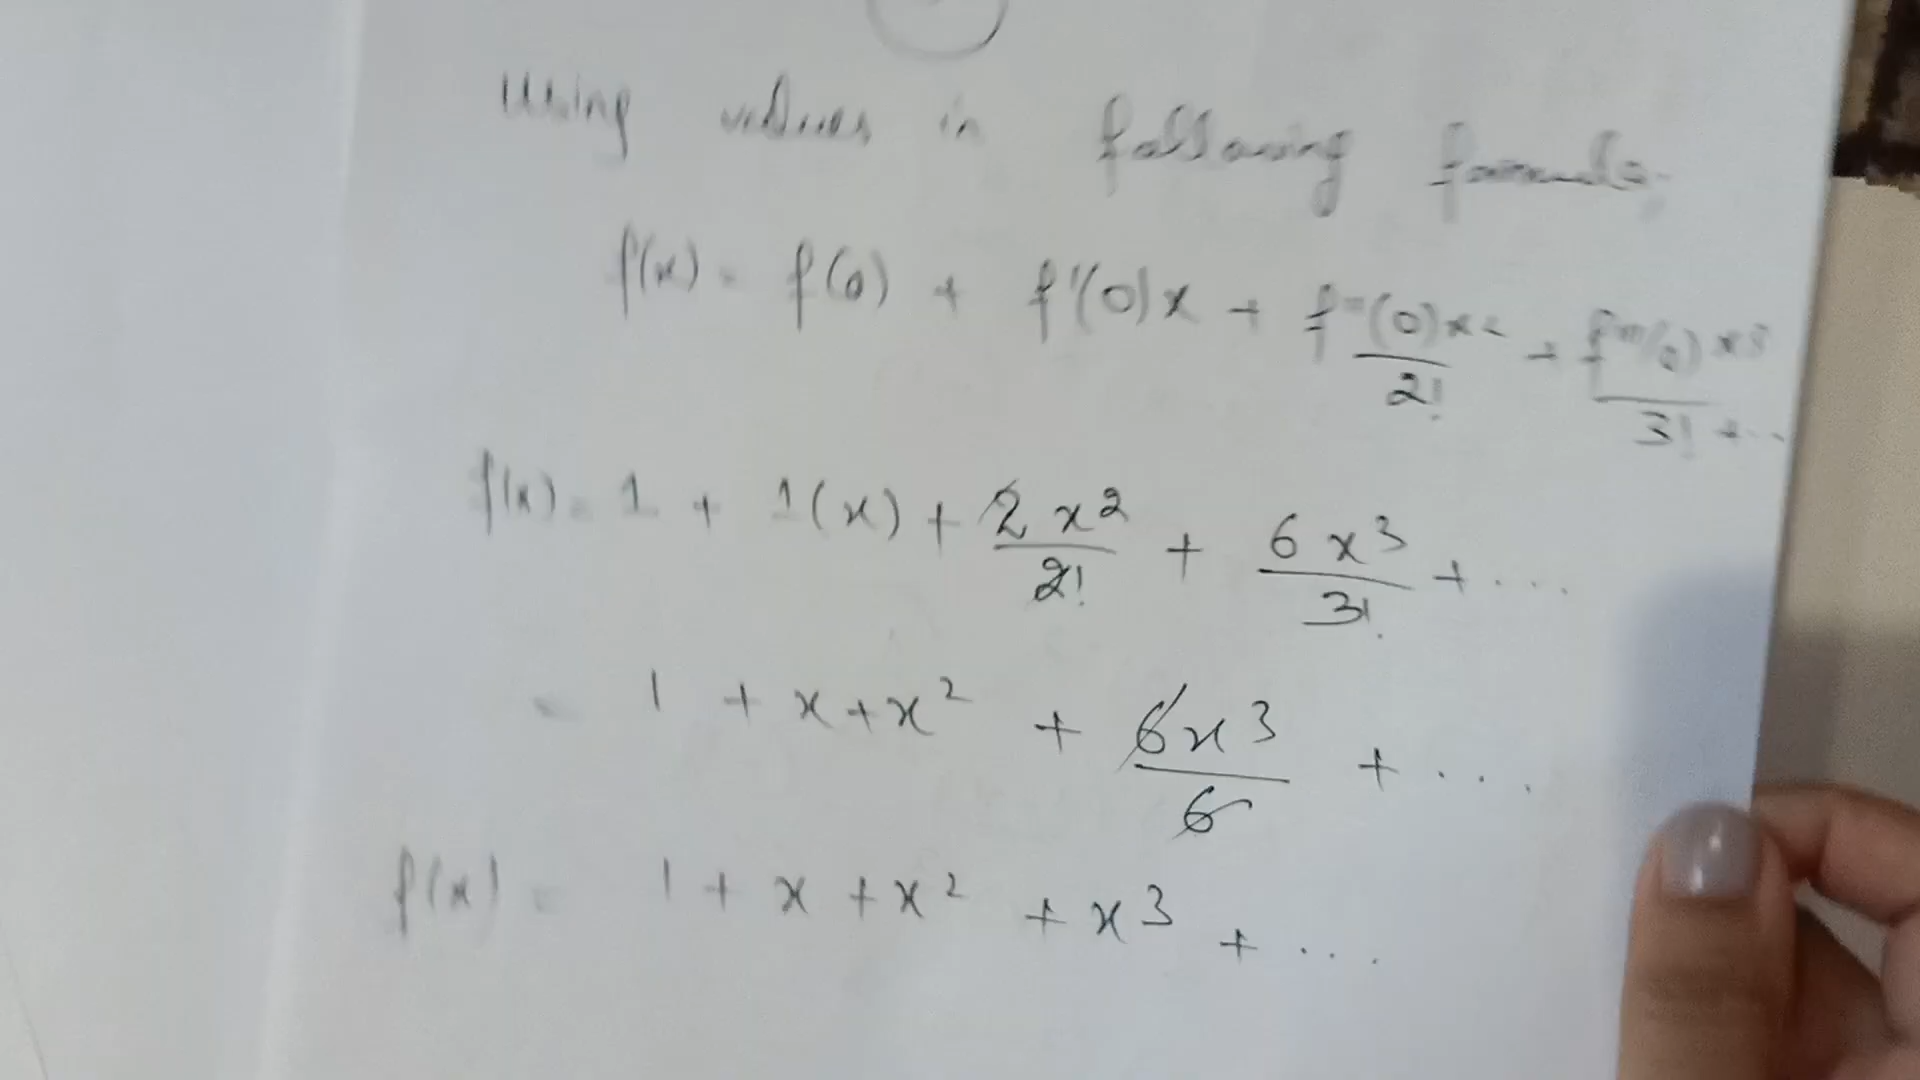 Using values in following formula.
f(x) = f(0) + f'(0)x + f''(0)x2/2! + f'''(0)x3/3! + ...
f(x) = 1 + 1(x) + 2x²/2! + 6x³/3! + ....
= 1 + x + x² + 6x³/6 + ....
f(x) = 1 + x + x² + x³ + ....